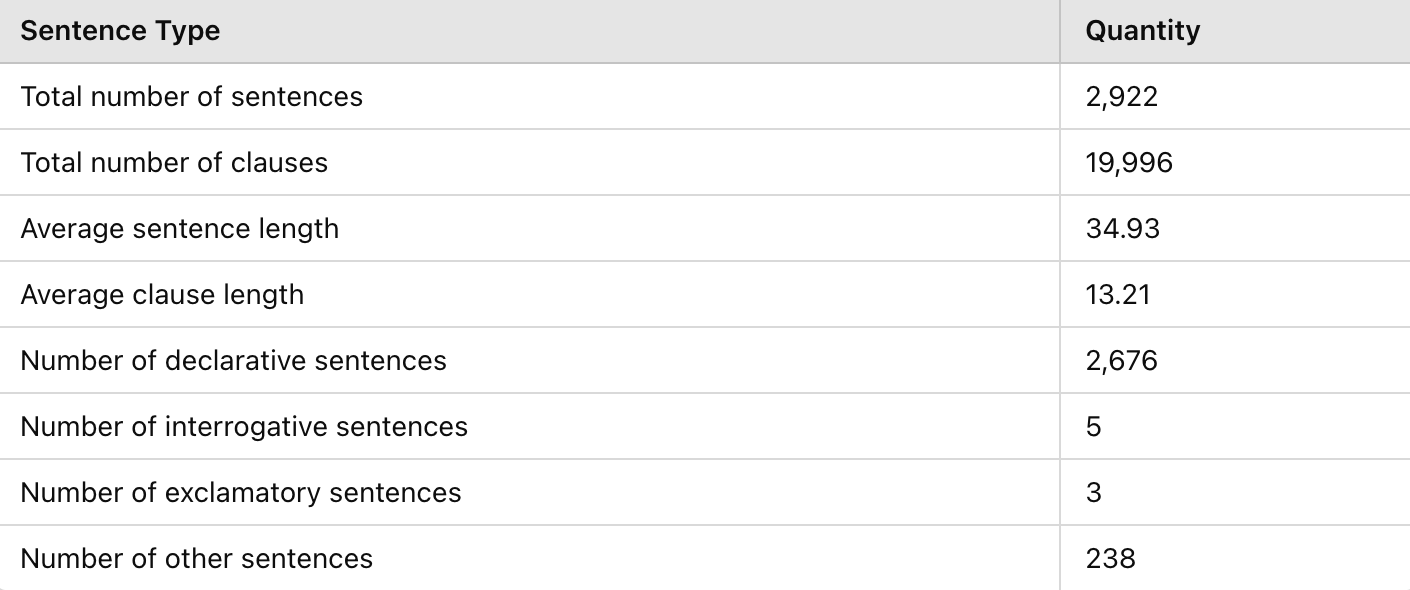 Sentence Type Quantity
Total number of sentences 2,922
Total number of clauses 19,996
Average sentence length 34.93
Average clause length 13.21
Number of declarative sentences 2,676
Number of interrogative sentences 5
Number of exclamatory sentences 3
Number of other sentences 238